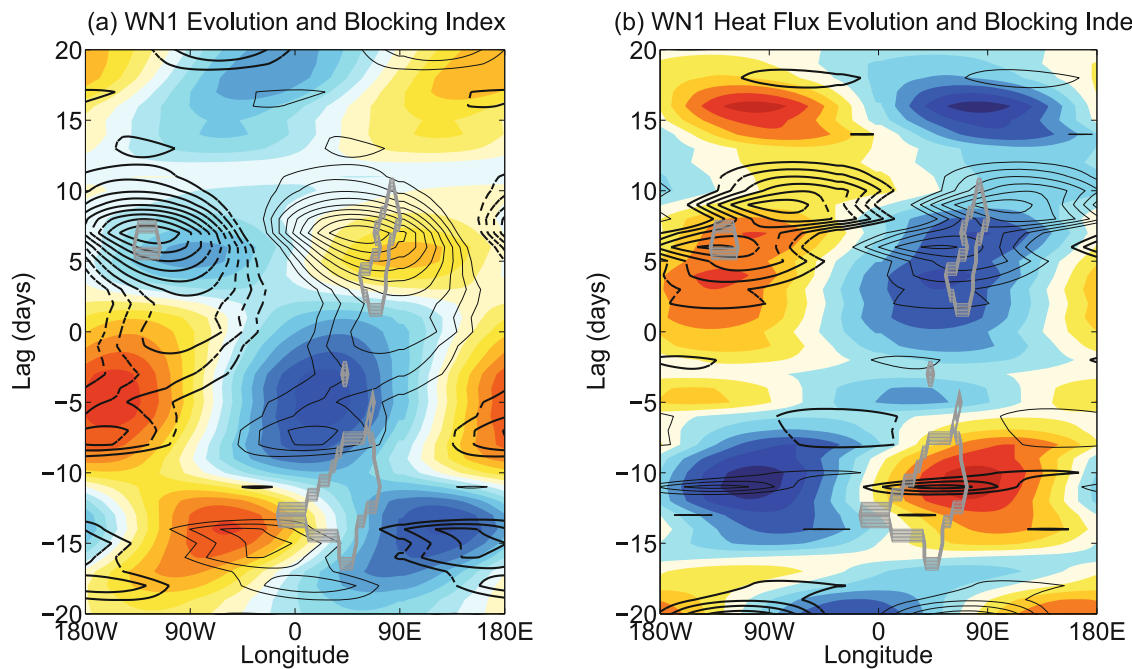 (a) WN1 Evolution and Blocking Index
(b) WN1 Heat Flux Evolution and Blocking Inde
20
15
10
5
0
−5
−10
−15
−20
Lag (days)
180W 90W 0 90E 180E
Longitude
20
15
10
5
0
−5
−10
−15
−20
Lag (days)
180W 90W 0 90E 180E
Longitude